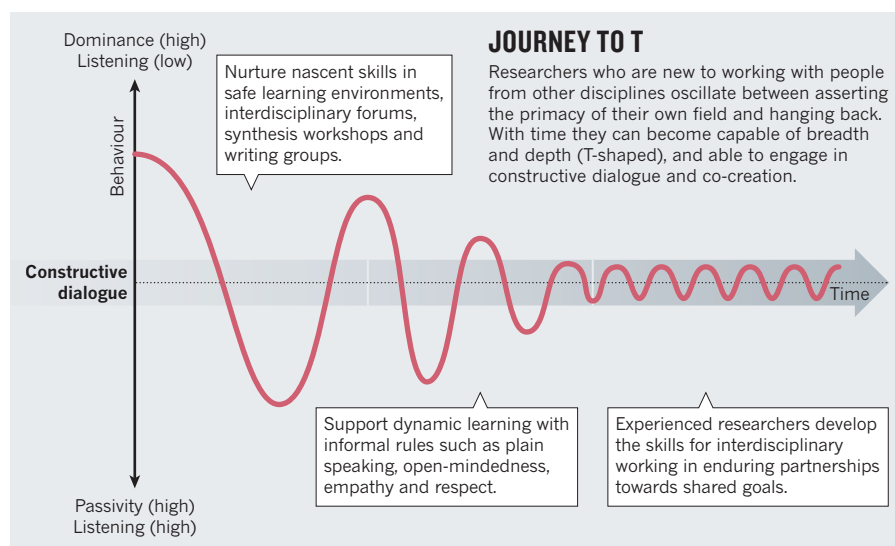 JOURNEY TO T
Researchers who are new to working with people
from other disciplines oscillate between asserting
the primacy of their own field and hanging back.
With time they can become capable of breadth
and depth (T-shaped), and able to engage in
constructive dialogue and co-creation.
Dominance (high)
Listening (low)
Behaviour
Nurture nascent skills in
safe learning environments,
interdisciplinary forums,
synthesis workshops and
writing groups.
Constructive
dialogue
Time
Support dynamic learning with
informal rules such as plain
speaking, open-mindedness,
empathy and respect.
Experienced researchers develop
the skills for interdisciplinary
working in enduring partnerships
towards shared goals.
Passivity (high)
Listening (high)